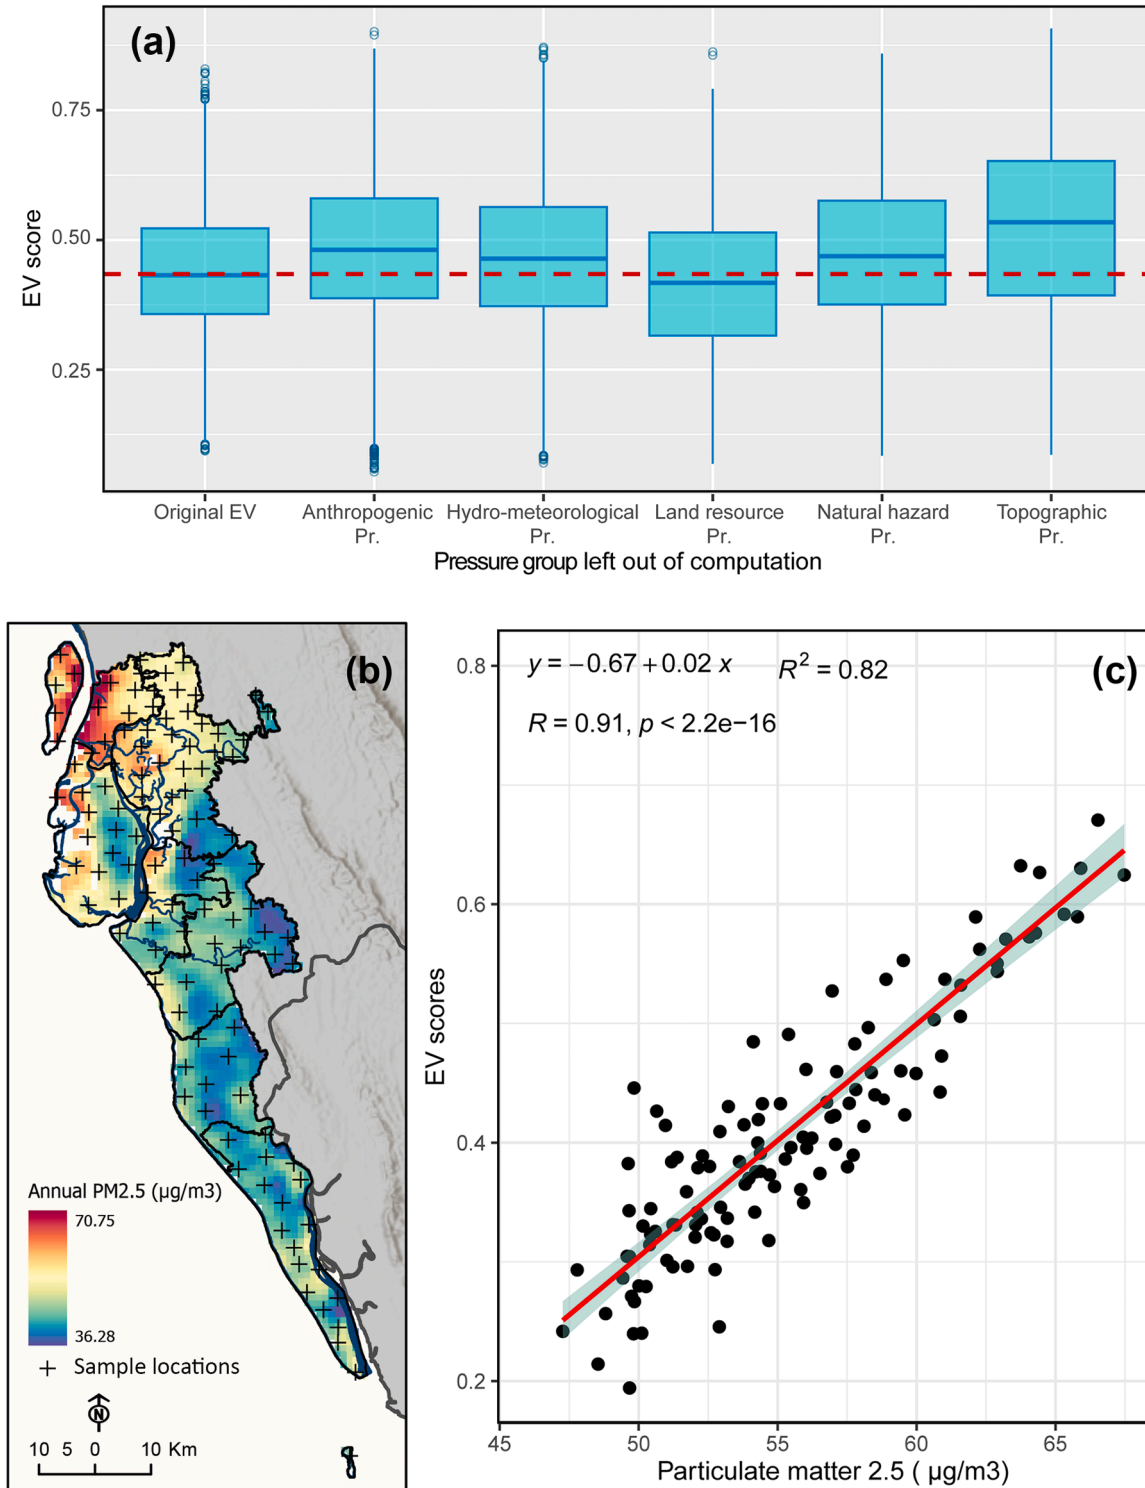 (a)
0.75
0.50
0.25
EV score
Original EV
Anthropogenic
Pr.
Hydro-meteorological
Pr.
Land resource
Pr.
Natural hazard
Pr.
Topographic
Pr.
Pressure group left out of computation
(b)
Annual PM2.5 (µg/m3)
70.75
36.28
Sample locations
N
10 5 0 10 Km
(c)
y = −0.67 + 0.02 x R² = 0.82
R = 0.91, p < 2.2e−16
0.8
0.6
0.4
0.2
EV scores
45 50 55 60 65
Particulate matter 2.5 ( µg/m3)